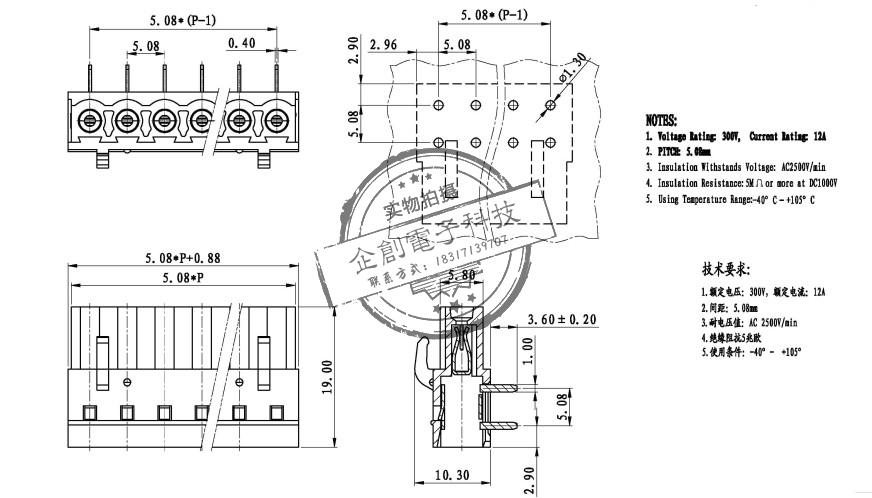 5.08*(P-1)
5.08
0.40
5.08*(P-1)
2.96
5.08
2.90
5.08
ø1.30
NOTES:
1. Voltage Rating: 300V, Current Rating: 12A
2. PITCH: 5.08mm
3. Insulation Withstands Voltage: AC2500V/min
4. Insulation Resistance:5MΩ or more at DC1000V
5. Using Temperature Range:-40° C-+105° C
实物拍摄
企創電子科技
联系方式: 18317139707
5.08*P+0.88
5.08*P
19.00
5.80
3.60±0.20
1.00
5.08
10.30
2.90
技术要求:
1.额定电压: 300V, 额定电流: 12A
2.间距: 5.08mm
3.耐电压值: AC 2500V/min
4.绝缘阻抗5兆欧
5.使用条件: -40° - +105°